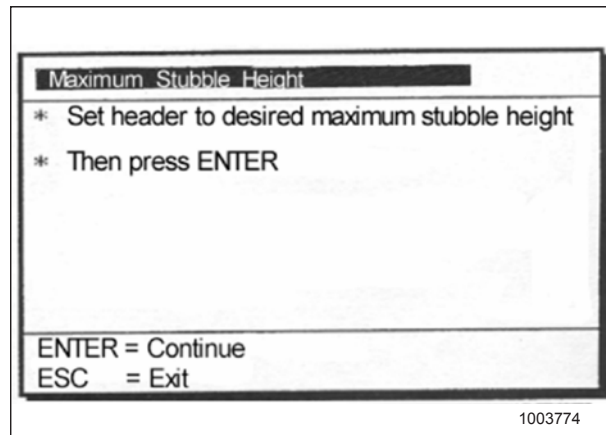 Maximum Stubble Height
* Set header to desired maximum stubble height
* Then press ENTER
ENTER = Continue
ESC = Exit
1003774